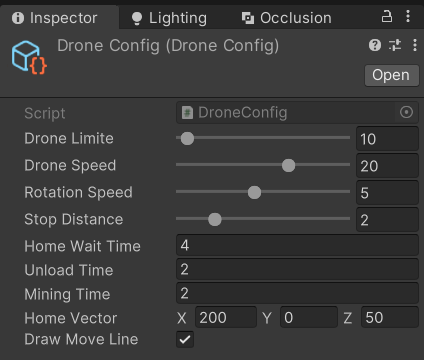 Inspector Lighting Occlusion
Drone Config (Drone Config)
Open
Script DroneConfig
Drone Limite 10
Drone Speed 20
Rotation Speed 5
Stop Distance 2
Home Wait Time 4
Unload Time 2
Mining Time 2
Home Vector X 200 Y 0 Z 50
Draw Move Line